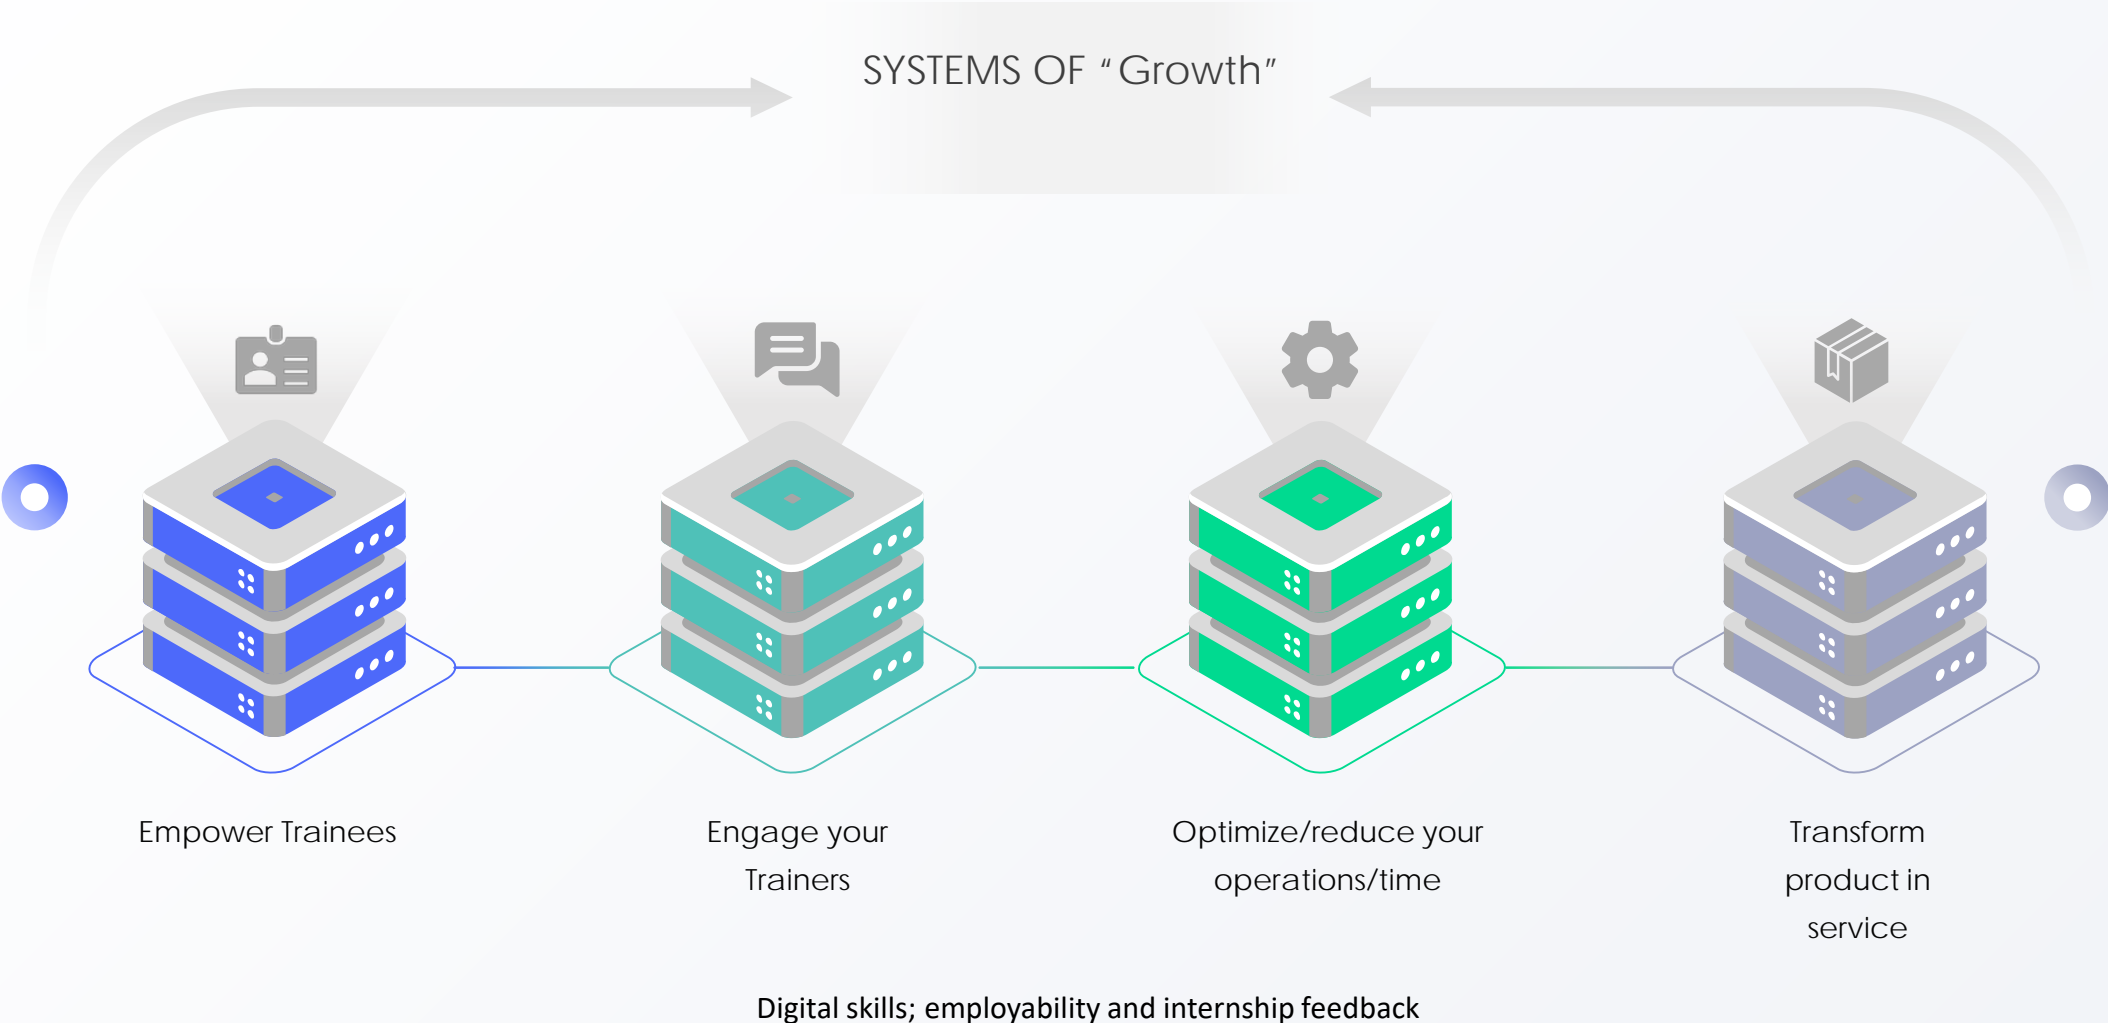 SYSTEMS OF “Growth”
Empower Trainees
Engage your
Trainers
Optimize/reduce your
operations/time
Transform
product in
service
Digital skills; employability and internship feedback